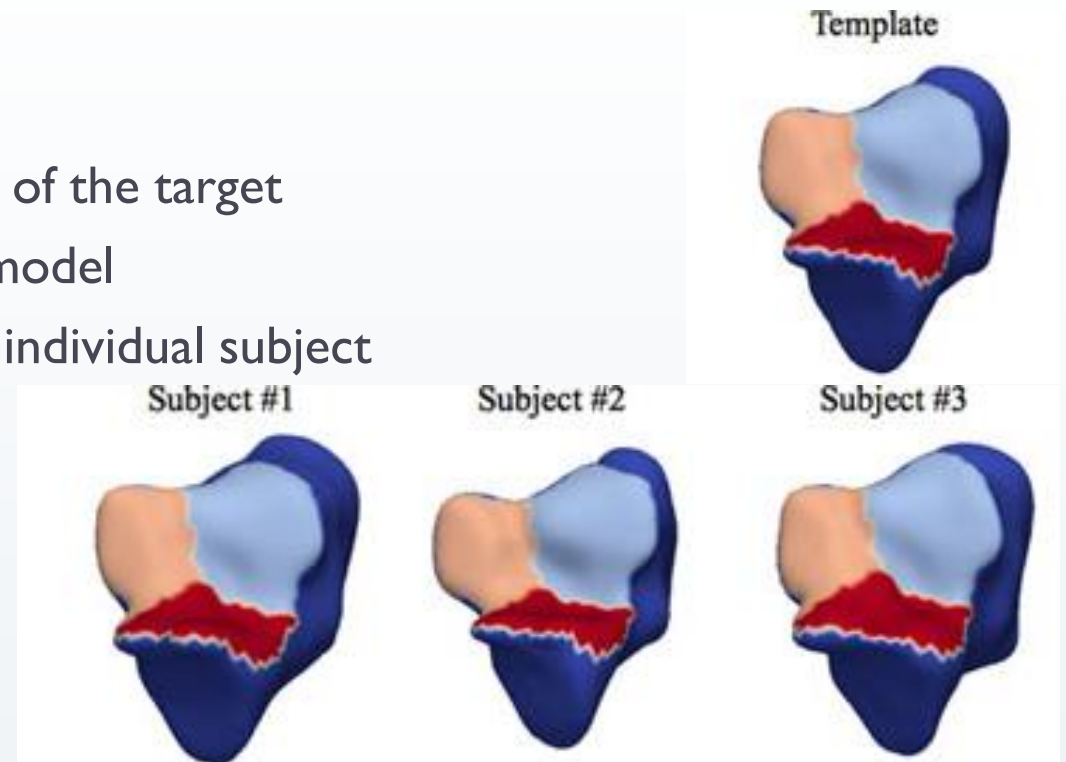 Template
of the target
model
individual subject
Subject #1
Subject #2
Subject #3